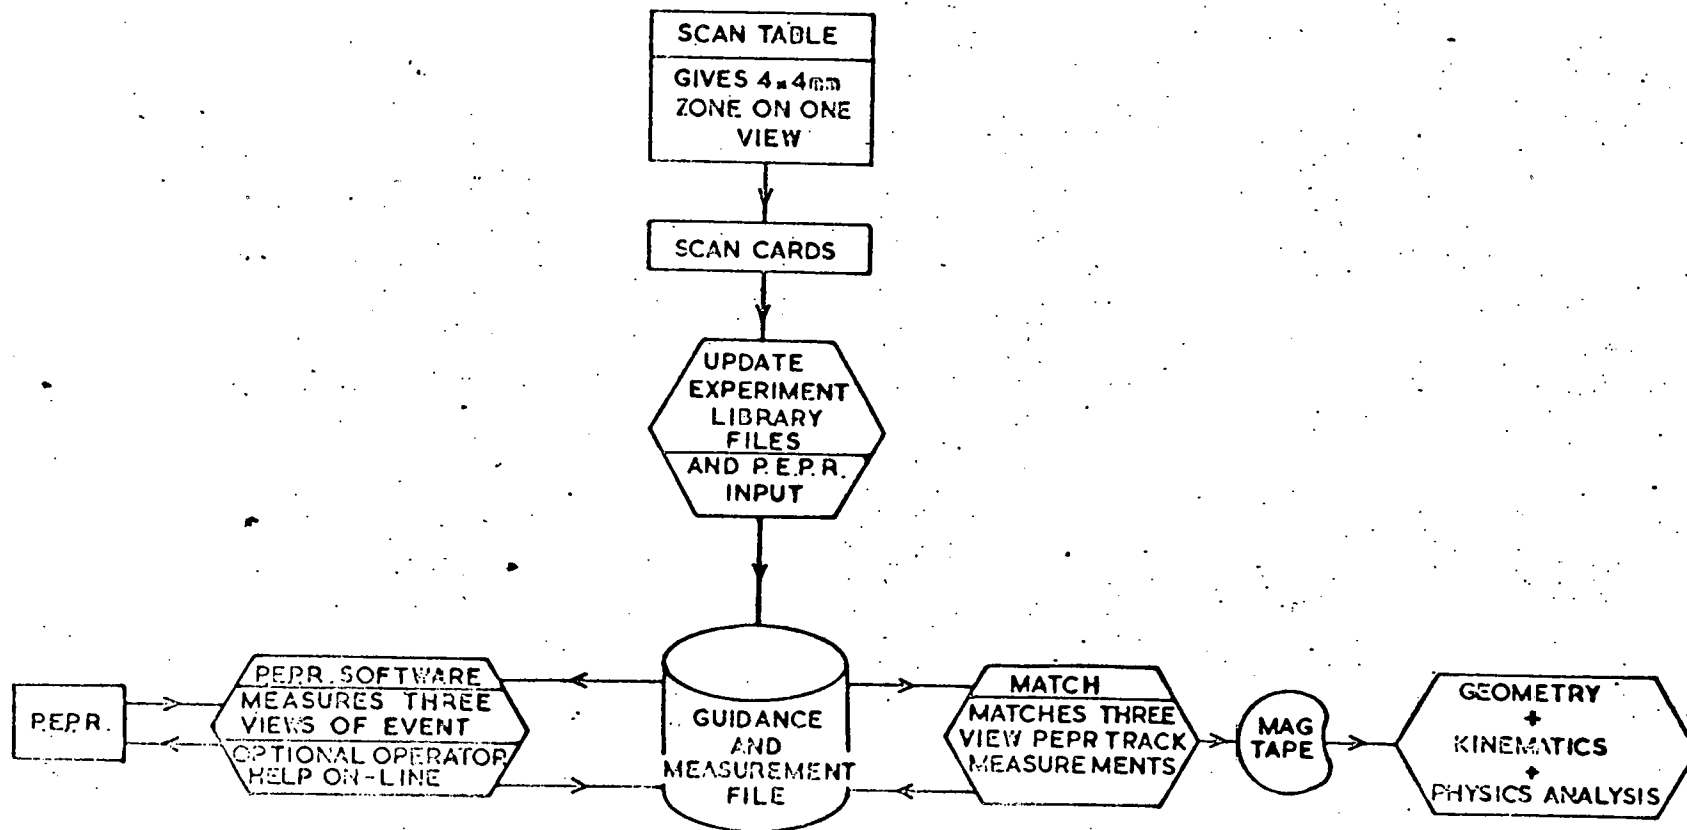 SCAN TABLE
GIVES 4×4mm
ZONE ON ONE
VIEW
SCAN CARDS
UPDATE
EXPERIMENT
LIBRARY
FILES
AND P.E.P.R.
INPUT
P.E.P.R.
P.E.P.R. SOFTWARE
MEASURES THREE
VIEWS OF EVENT
OPTIONAL OPERATOR
HELP ON-LINE
GUIDANCE
AND
MEASUREMENT
FILE
MATCH
MATCHES THREE
VIEW PEPR TRACK
MEASUREMENTS
MAG
TAPE
GEOMETRY
+
KINEMATICS
+
PHYSICS ANALYSIS